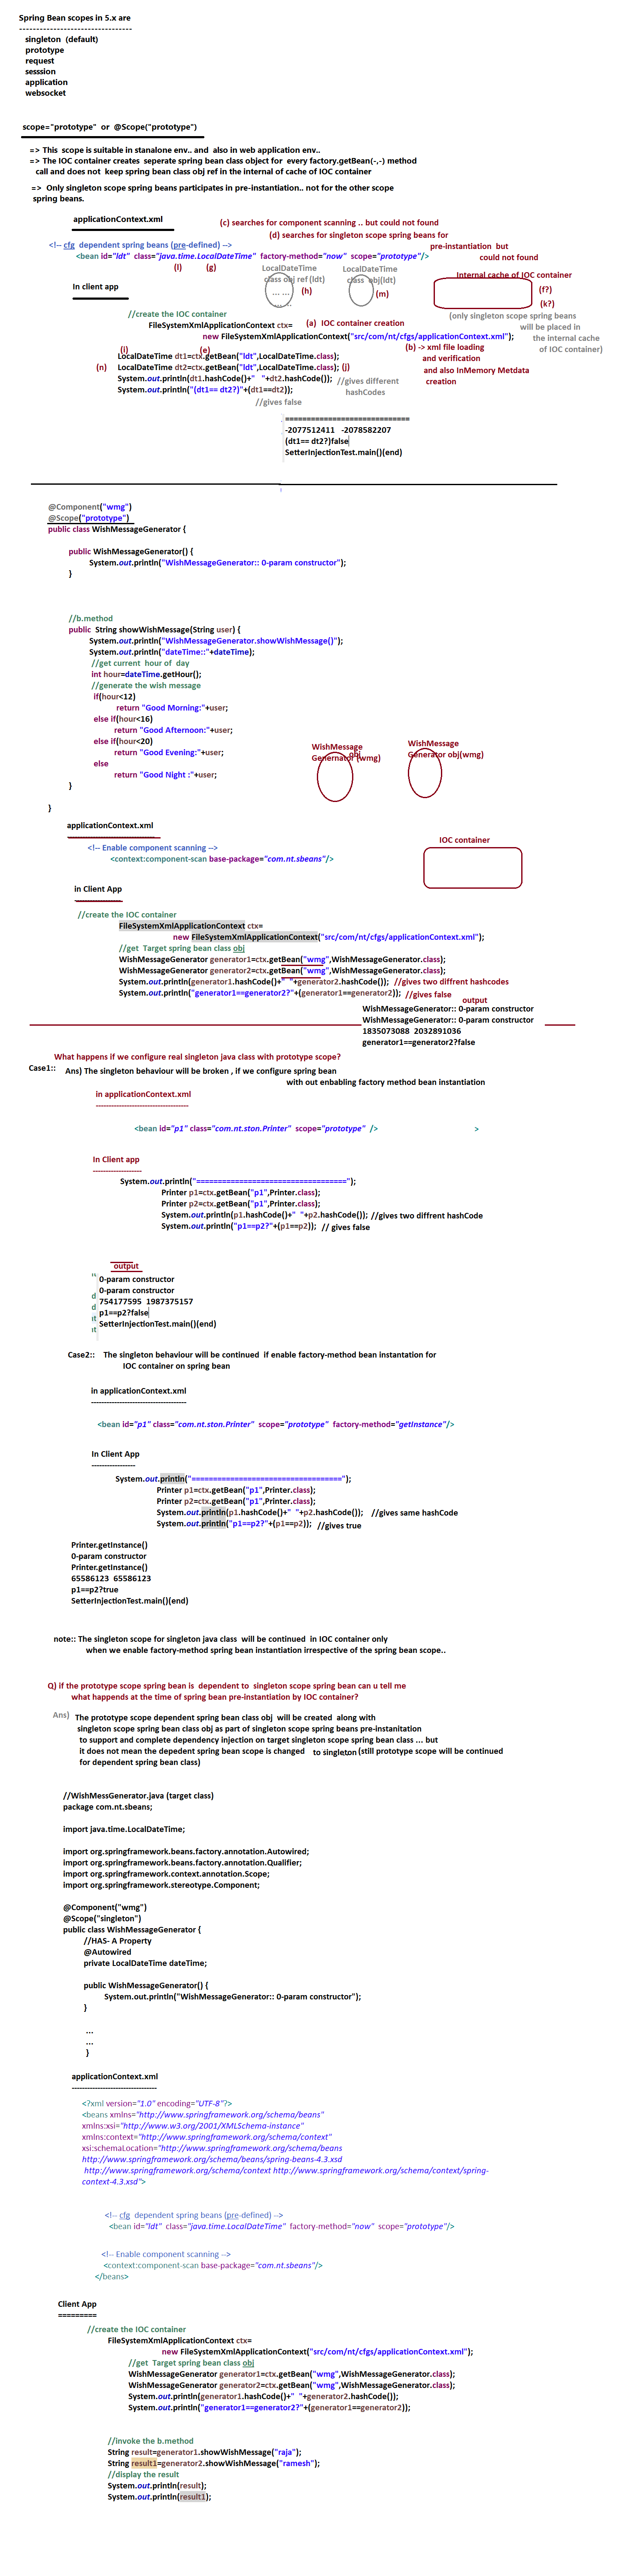 Spring Bean scopes in 5.x are
--------------------------------
singleton (default)
prototype
request
sesssion
application
websocket
scope="prototype" or @Scope("prototype")
=> This scope is suitable in stanalone env.. and also in web application env..
=> The IOC container creates seperate spring bean class object for every factory.getBean(-,-) method
call and does not keep spring bean class obj ref in the internal of cache of IOC container
=> Only singleton scope spring beans participates in pre-instantiation.. not for the other scope
spring beans.
applicationContext.xml
(c) searches for component scanning .. but could not found
(d) searches for singleton scope spring beans for
pre-instantiation but
could not found
<!-- cfg dependent spring beans (pre-defined) -->
<bean id="ldt" class="java.time.LocalDateTime" factory-method="now" scope="prototype"/>
(l) (g)
LocalDateTime
class obj ref (ldt)
... ...
... ...
(h)
LocalDateTime
class obj(ldt)
(m)
Internal cache of IOC container
(f?)
(k?)
(only singleton scope spring beans
will be placed in
the internal cache
of IOC container)
In client app
//create the IOC container
FileSystemXmlApplicationContext ctx=
(a) IOC container creation
new FileSystemXmlApplicationContext("src/com/nt/cfgs/applicationContext.xml");
(i) (e)
(b) -> xml file loading
and verification
and also InMemory Metdata
creation
LocalDateTime dt1=ctx.getBean("ldt",LocalDateTime.class);
(n) LocalDateTime dt2=ctx.getBean("ldt",LocalDateTime.class); (j)
System.out.println(dt1.hashCode()+" "+dt2.hashCode()); //gives different
hashCodes
System.out.println("(dt1== dt2?)"+(dt1==dt2));
//gives false
============================
-2077512411 -2078582207
(dt1== dt2?)false
SetterInjectionTest.main()(end)
@Component("wmg")
@Scope("prototype")
public class WishMessageGenerator {
public WishMessageGenerator() {
System.out.println("WishMessageGenerator:: 0-param constructor");
}
//b.method
public String showWishMessage(String user) {
System.out.println("WishMessageGenerator.showWishMessage()");
System.out.println("dateTime::"+dateTime);
//get current hour of day
int hour=dateTime.getHour();
//generate the wish message
if(hour<12)
return "Good Morning:"+user;
else if(hour<16)
return "Good Afternoon:"+user;
else if(hour<20)
return "Good Evening:"+user;
else
return "Good Night :"+user;
}
}
WishMessage
Genernator obj (wmg)
WishMessage
Generator obj(wmg)
applicationContext.xml
<!-- Enable component scanning -->
<context:component-scan base-package="com.nt.sbeans"/>
IOC container
in Client App
//create the IOC container
FileSystemXmlApplicationContext ctx=
new FileSystemXmlApplicationContext("src/com/nt/cfgs/applicationContext.xml");
//get Target spring bean class obj
WishMessageGenerator generator1=ctx.getBean("wmg",WishMessageGenerator.class);
WishMessageGenerator generator2=ctx.getBean("wmg",WishMessageGenerator.class);
System.out.println(generator1.hashCode()+" "+generator2.hashCode()); //gives two diffrent hashcodes
System.out.println("generator1==generator2?"+(generator1==generator2)); //gives false
output
WishMessageGenerator:: 0-param constructor
WishMessageGenerator:: 0-param constructor
1835073088 2032891036
generator1==generator2?false
What happens if we configure real singleton java class with prototype scope?
Case1:: Ans) The singleton behaviour will be broken , if we configure spring bean
with out enbabling factory method bean instantiation
in applicationContext.xml
------------------------------------
<bean id="p1" class="com.nt.ston.Printer" scope="prototype" /> >
In Client app
-------------------
System.out.println("===================================");
Printer p1=ctx.getBean("p1",Printer.class);
Printer p2=ctx.getBean("p1",Printer.class);
System.out.println(p1.hashCode()+" "+p2.hashCode()); //gives two diffrent hashCode
System.out.println("p1==p2?"+(p1==p2)); // gives false
output
0-param constructor
0-param constructor
754177595 1987375157
p1==p2?false
SetterInjectionTest.main()(end)
Case2:: The singleton behaviour will be continued if enable factory-method bean instantation for
IOC container on spring bean
in applicationContext.xml
-------------------------------------
<bean id="p1" class="com.nt.ston.Printer" scope="prototype" factory-method="getInstance"/>
In Client App
-----------------
System.out.println("===================================");
Printer p1=ctx.getBean("p1",Printer.class);
Printer p2=ctx.getBean("p1",Printer.class);
System.out.println(p1.hashCode()+" "+p2.hashCode()); //gives same hashCode
System.out.println("p1==p2?"+(p1==p2)); //gives true
Printer.getInstance()
0-param constructor
Printer.getInstance()
65586123 65586123
p1==p2?true
SetterInjectionTest.main()(end)
note:: The singleton scope for singleton java class will be continued in IOC container only
when we enable factory-method spring bean instantiation irrespective of the spring bean scope..
Q) if the prototype scope spring bean is dependent to singleton scope spring bean can u tell me
what happends at the time of spring bean pre-instantiation by IOC container?
Ans) The prototype scope dependent spring bean class obj will be created along with
singleton scope spring bean class obj as part of singleton scope spring beans pre-instanitation
to support and complete dependency injection on target singleton scope spring bean class ... but
it does not mean the depedent spring bean scope is changed to singleton (still prototype scope will be continued
for dependent spring bean class)
//WishMessGenerator.java (target class)
package com.nt.sbeans;
import java.time.LocalDateTime;
import org.springframework.beans.factory.annotation.Autowired;
import org.springframework.beans.factory.annotation.Qualifier;
import org.springframework.context.annotation.Scope;
import org.springframework.stereotype.Component;
@Component("wmg")
@Scope("singleton")
public class WishMessageGenerator {
//HAS- A Property
@Autowired
private LocalDateTime dateTime;
public WishMessageGenerator() {
System.out.println("WishMessageGenerator:: 0-param constructor");
}
...
...
}
applicationContext.xml
---------------------------------
<?xml version="1.0" encoding="UTF-8"?>
<beans xmlns="http://www.springframework.org/schema/beans"
xmlns:xsi="http://www.w3.org/2001/XMLSchema-instance"
xmlns:context="http://www.springframework.org/schema/context"
xsi:schemaLocation="http://www.springframework.org/schema/beans
http://www.springframework.org/schema/beans/spring-beans-4.3.xsd
http://www.springframework.org/schema/context http://www.springframework.org/schema/context/spring-
context-4.3.xsd">
<!-- cfg dependent spring beans (pre-defined) -->
<bean id="ldt" class="java.time.LocalDateTime" factory-method="now" scope="prototype"/>
<!-- Enable component scanning -->
<context:component-scan base-package="com.nt.sbeans"/>
</beans>
Client App
=========
//create the IOC container
FileSystemXmlApplicationContext ctx=
new FileSystemXmlApplicationContext("src/com/nt/cfgs/applicationContext.xml");
//get Target spring bean class obj
WishMessageGenerator generator1=ctx.getBean("wmg",WishMessageGenerator.class);
WishMessageGenerator generator2=ctx.getBean("wmg",WishMessageGenerator.class);
System.out.println(generator1.hashCode()+" "+generator2.hashCode());
System.out.println("generator1==generator2?"+(generator1==generator2));
//invoke the b.method
String result=generator1.showWishMessage("raja");
String result1=generator2.showWishMessage("ramesh");
//display the result
System.out.println(result);
System.out.println(result1);